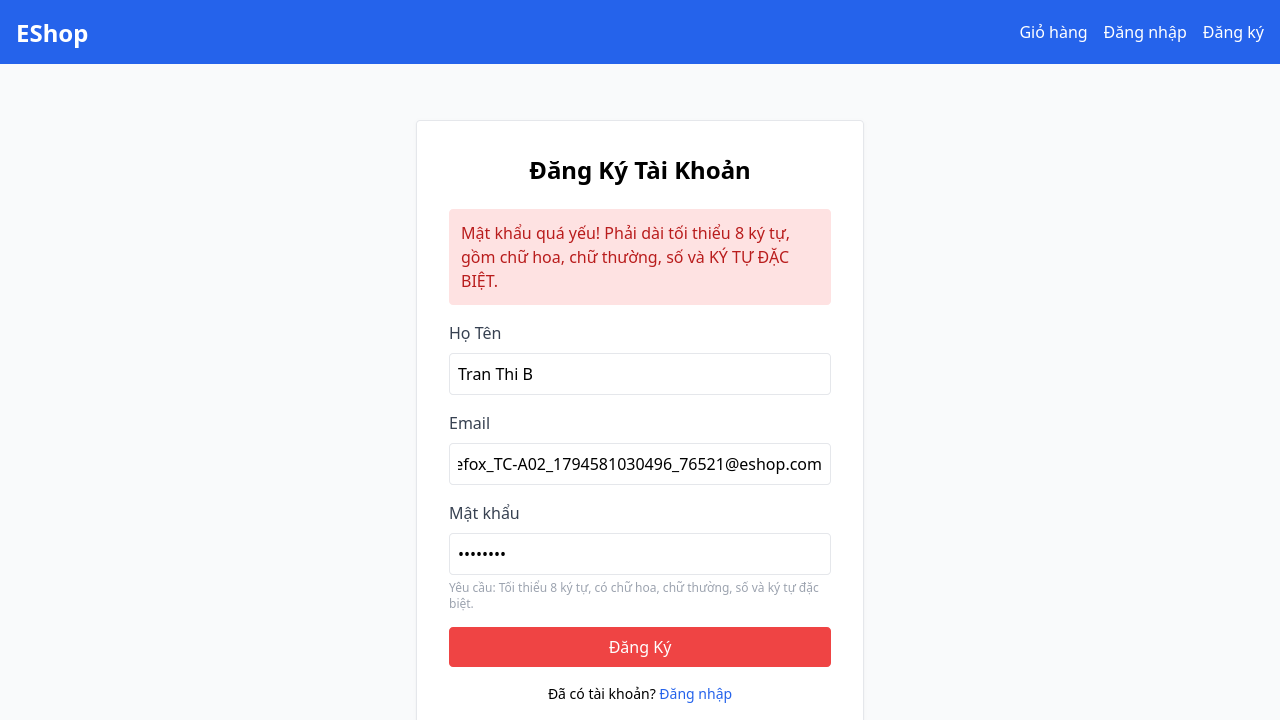 EShop
Giỏ hàng Đăng nhập Đăng ký
Đăng Ký Tài Khoản
Mật khẩu quá yếu! Phải dài tối thiểu 8 ký tự,
gồm chữ hoa, chữ thường, số và KÝ TỰ ĐẶC
BIỆT.
Họ Tên
Tran Thi B
Email
efox_TC-A02_1794581030496_76521@eshop.com
Mật khẩu
••••••••
Yêu cầu: Tối thiểu 8 ký tự, có chữ hoa, chữ thường, số và ký tự đặc
biệt.
Đăng Ký
Đã có tài khoản? Đăng nhập